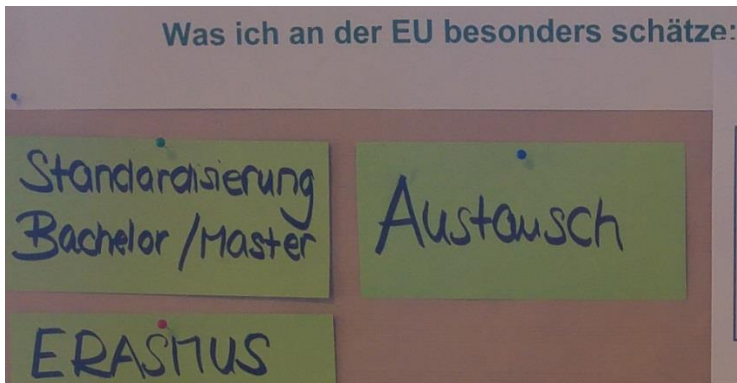 Was ich an der EU besonders schätze:
Standardisierung
Bachelor / Master
Austausch
ERASMUS